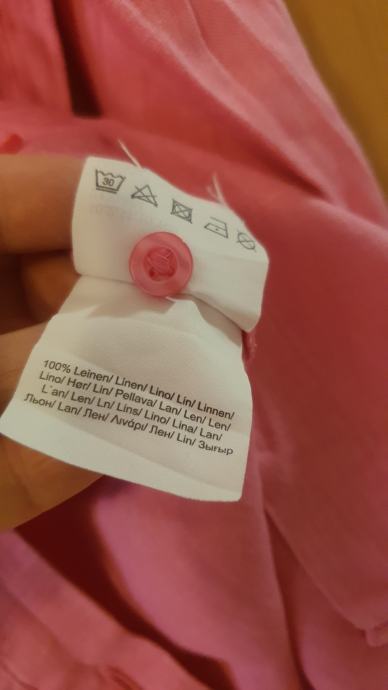 30
100% Leinen/ Linen/ Lino/ Lin/ Linnen/
Lino/ Hør/ Lin/ Pellava/ Lan/ Len/ Len/
L'an/ Len/ Ln/ Lins/ Lino/ Lina/ Lan/
Льон/ Lan/ Лен/ Λινάρι/ Лен/ Lin/ Зығыр